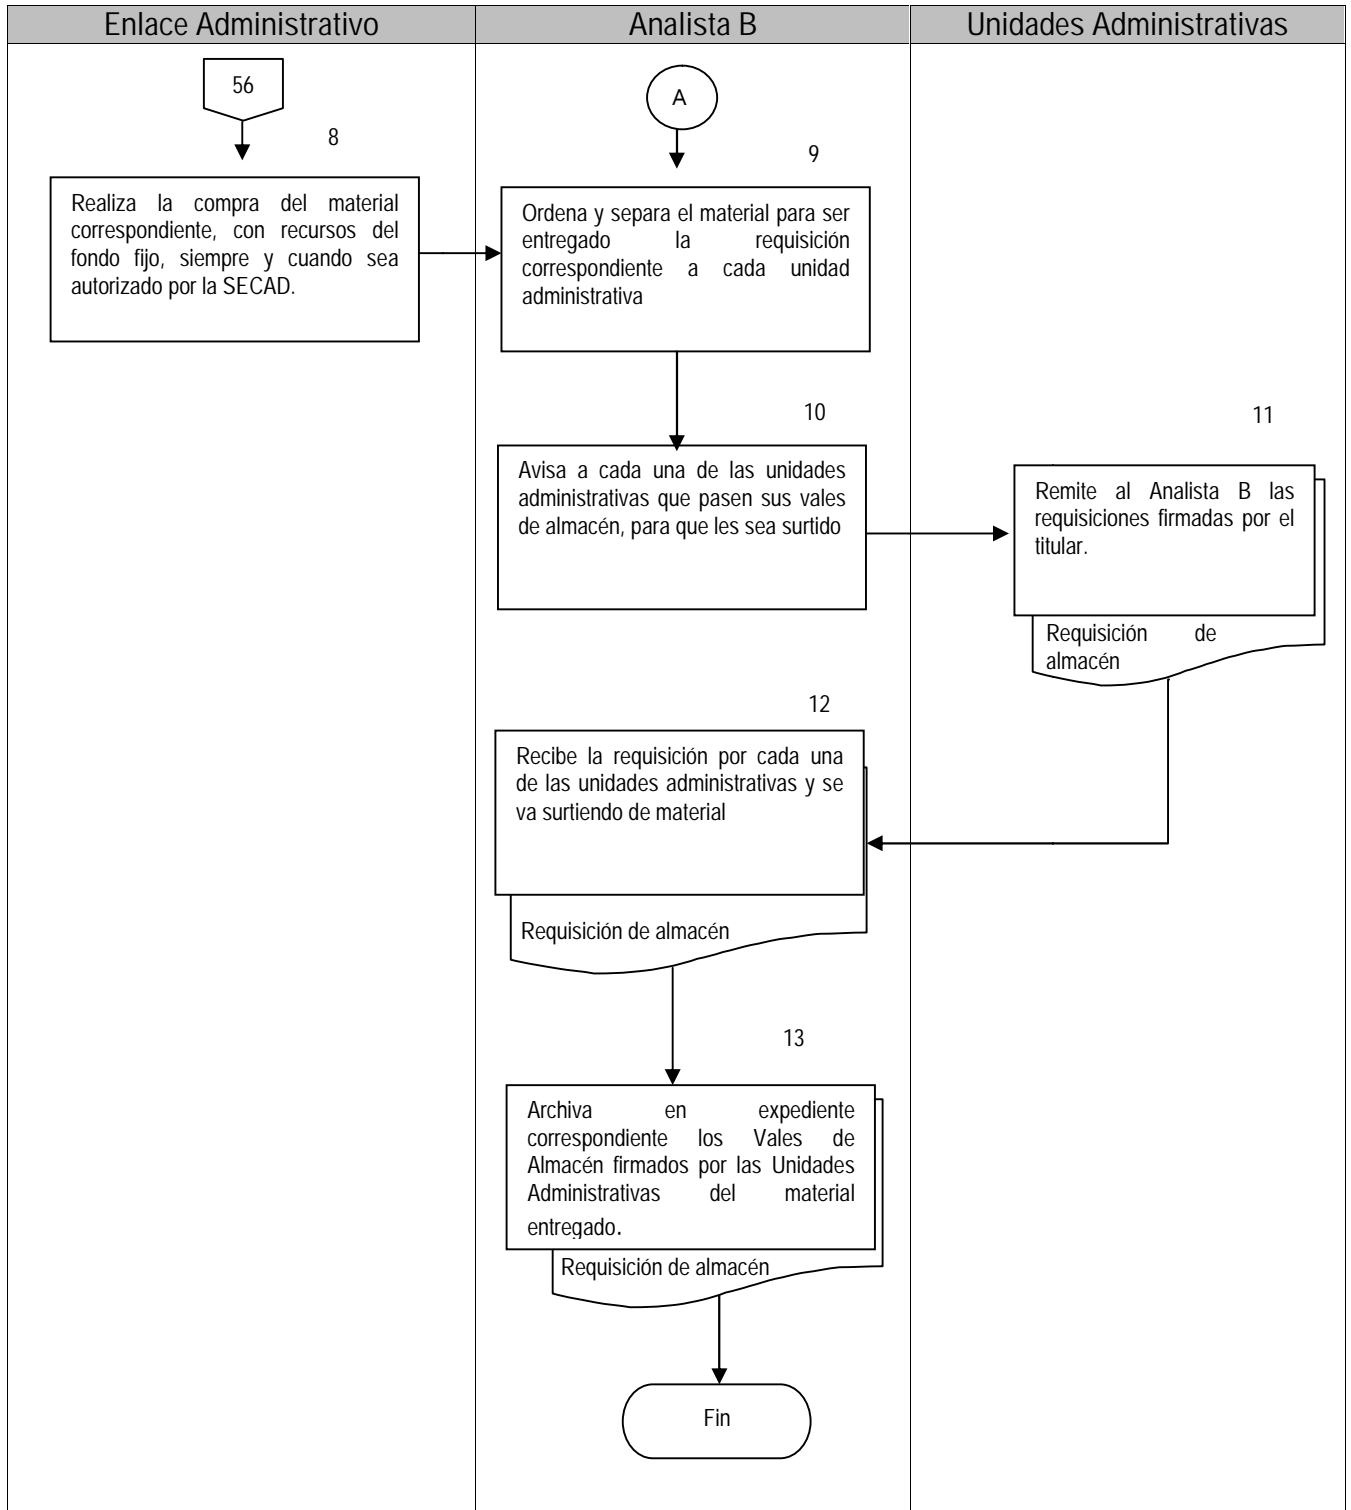 Enlace Administrativo
Analista B
Unidades Administrativas
56
8
Realiza la compra del material
correspondiente, con recursos del
fondo fijo, siempre y cuando sea
autorizado por la SECAD.
A
9
Ordena y separa el material para ser
entregado la requisición
correspondiente a cada unidad
administrativa
10
Avisa a cada una de las unidades
administrativas que pasen sus vales
de almacén, para que les sea surtido
11
Remite al Analista B las
requisiciones firmadas por el
titular.
Requisición de
almacén
12
Recibe la requisición por cada una
de las unidades administrativas y se
va surtiendo de material
Requisición de almacén
13
Archiva en expediente
correspondiente los Vales de
Almacén firmados por las Unidades
Administrativas del material
entregado.
Requisición de almacén
Fin